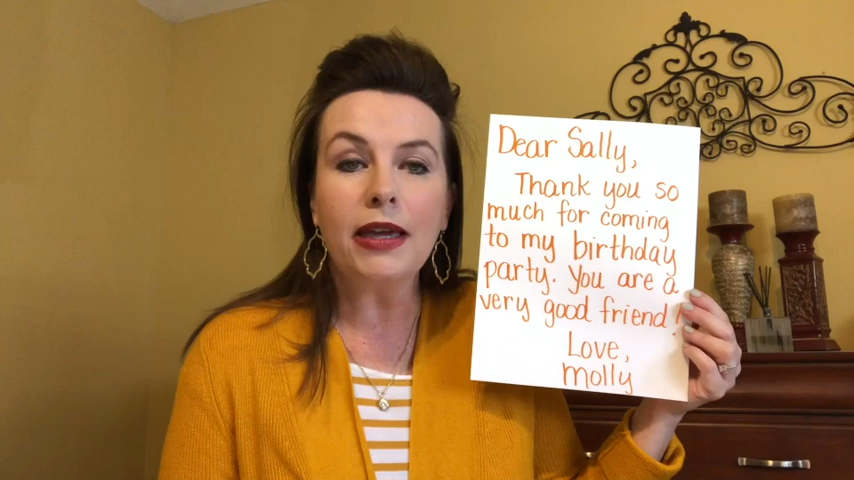 Dear Sally,
Thank you so
much for coming
to my birthday
party. You are a
very good friend!
Love,
Molly